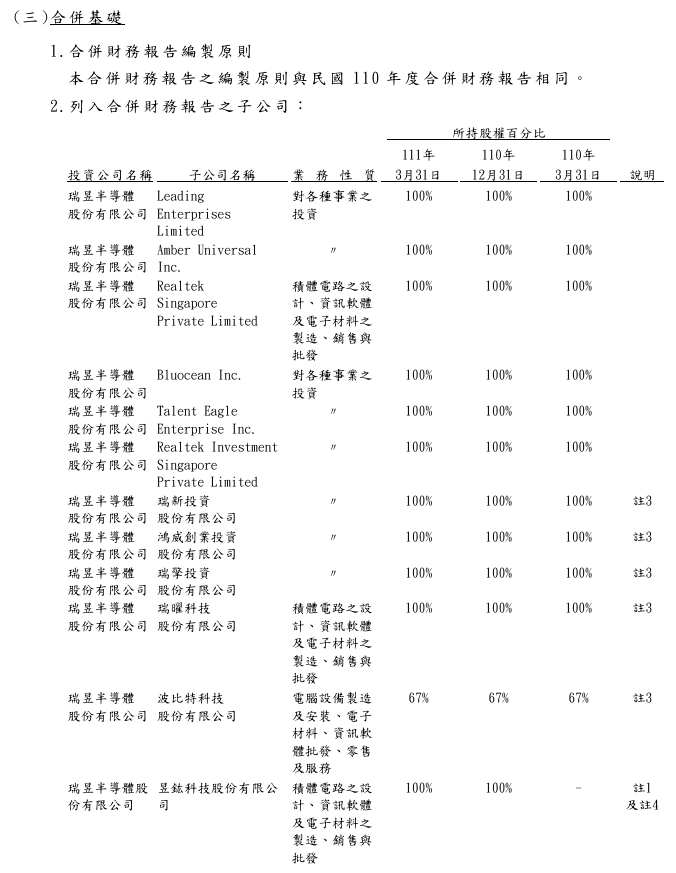 (三)合併基礎
1.合併財務報告編製原則
本合併財務報告之編製原則與民國 110 年度合併財務報告相同。
2.列入合併財務報告之子公司：
所持股權百分比
111年 110年 110年
投資公司名稱 子公司名稱 業務性質 3月31日 12月31日 3月31日 說明
瑞昱半導體 Leading 對各種事業之 100% 100% 100%
股份有限公司 Enterprises 投資
Limited
瑞昱半導體 Amber Universal 〃 100% 100% 100%
股份有限公司 Inc.
瑞昱半導體 Realtek 積體電路之設 100% 100% 100%
股份有限公司 Singapore 計、資訊軟體
Private Limited 及電子材料之
製造、銷售與
批發
瑞昱半導體 Bluocean Inc. 對各種事業之 100% 100% 100%
股份有限公司 投資
瑞昱半導體 Talent Eagle 〃 100% 100% 100%
股份有限公司 Enterprise Inc.
瑞昱半導體 Realtek Investment 〃 100% 100% 100%
股份有限公司 Singapore
Private Limited
瑞昱半導體 瑞新投資 〃 100% 100% 100% 註3
股份有限公司 股份有限公司
瑞昱半導體 鴻威創業投資 〃 100% 100% 100% 註3
股份有限公司 股份有限公司
瑞昱半導體 瑞擎投資 〃 100% 100% 100% 註3
股份有限公司 股份有限公司
瑞昱半導體 瑞曜科技 積體電路之設 100% 100% 100% 註3
股份有限公司 股份有限公司 計、資訊軟體
及電子材料之
製造、銷售與
批發
瑞昱半導體 波比特科技 電腦設備製造 67% 67% 67% 註3
股份有限公司 股份有限公司 及安裝、電子
材料、資訊軟
體批發、零售
及服務
瑞昱半導體股 昱鋐科技股份有限公 積體電路之設 100% 100% - 註1
份有限公司 司 計、資訊軟體 及註4
及電子材料之
製造、銷售與
批發